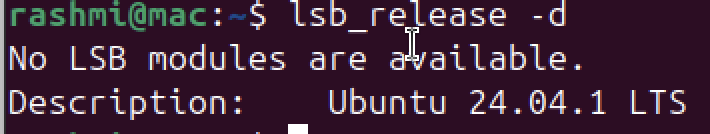 rashmi@mac:~$ lsb_release -d
No LSB modules are available.
Description:    Ubuntu 24.04.1 LTS